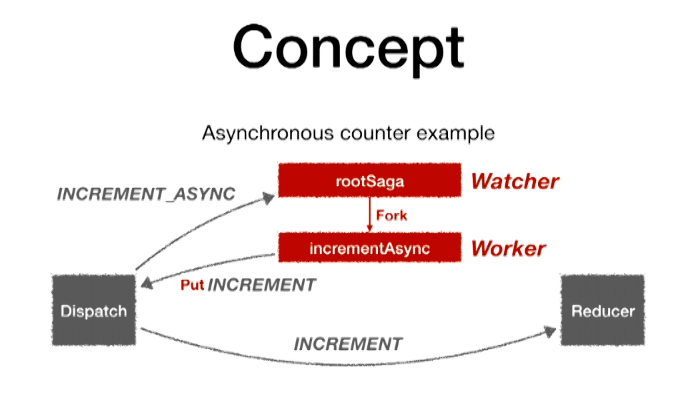 Concept
Asynchronous counter example
rootSaga
Watcher
INCREMENT_ASYNC
Fork
incrementAsync
Worker
Put INCREMENT
Dispatch
Reducer
INCREMENT